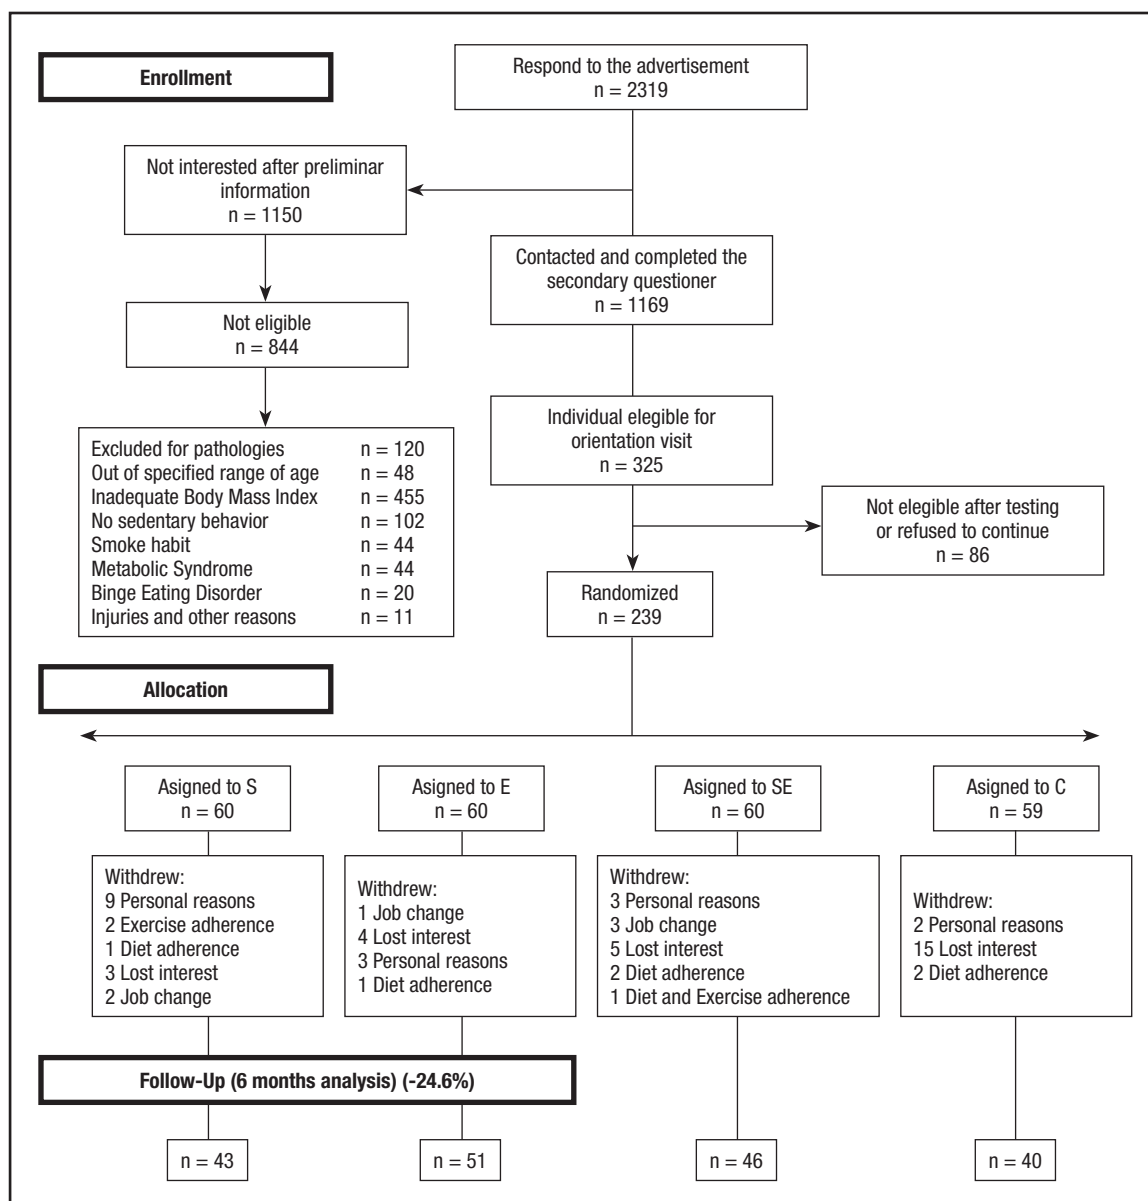 Enrollment
Respond to the advertisement
n = 2319
Not interested after preliminar
information
n = 1150
Contacted and completed the
secondary questioner
n = 1169
Not eligible
n = 844
Individual elegible for
orientation visit
n = 325
Excluded for pathologies n = 120
Out of specified range of age n = 48
Inadequate Body Mass Index n = 455
No sedentary behavior n = 102
Smoke habit n = 44
Metabolic Syndrome n = 44
Binge Eating Disorder n = 20
Injuries and other reasons n = 11
Not elegible after testing
or refused to continue
n = 86
Randomized
n = 239
Allocation
Asigned to S
n = 60
Asigned to E
n = 60
Asigned to SE
n = 60
Asigned to C
n = 59
Withdrew:
9 Personal reasons
2 Exercise adherence
1 Diet adherence
3 Lost interest
2 Job change
Withdrew:
1 Job change
4 Lost interest
3 Personal reasons
1 Diet adherence
Withdrew:
3 Personal reasons
3 Job change
5 Lost interest
2 Diet adherence
1 Diet and Exercise adherence
Withdrew:
2 Personal reasons
15 Lost interest
2 Diet adherence
Follow-Up (6 months analysis) (-24.6%)
n = 43
n = 51
n = 46
n = 40